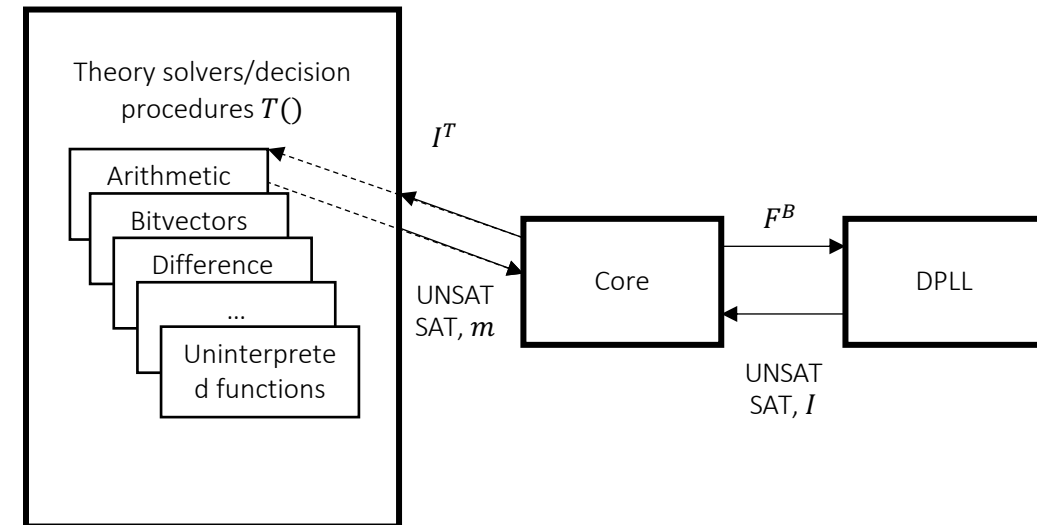 Theory solvers/decision
procedures T()
Arithmetic
Bitvectors
Difference
...
Uninterprete
d functions
I^T
UNSAT
SAT, m
Core
F^B
UNSAT
SAT, I
DPLL